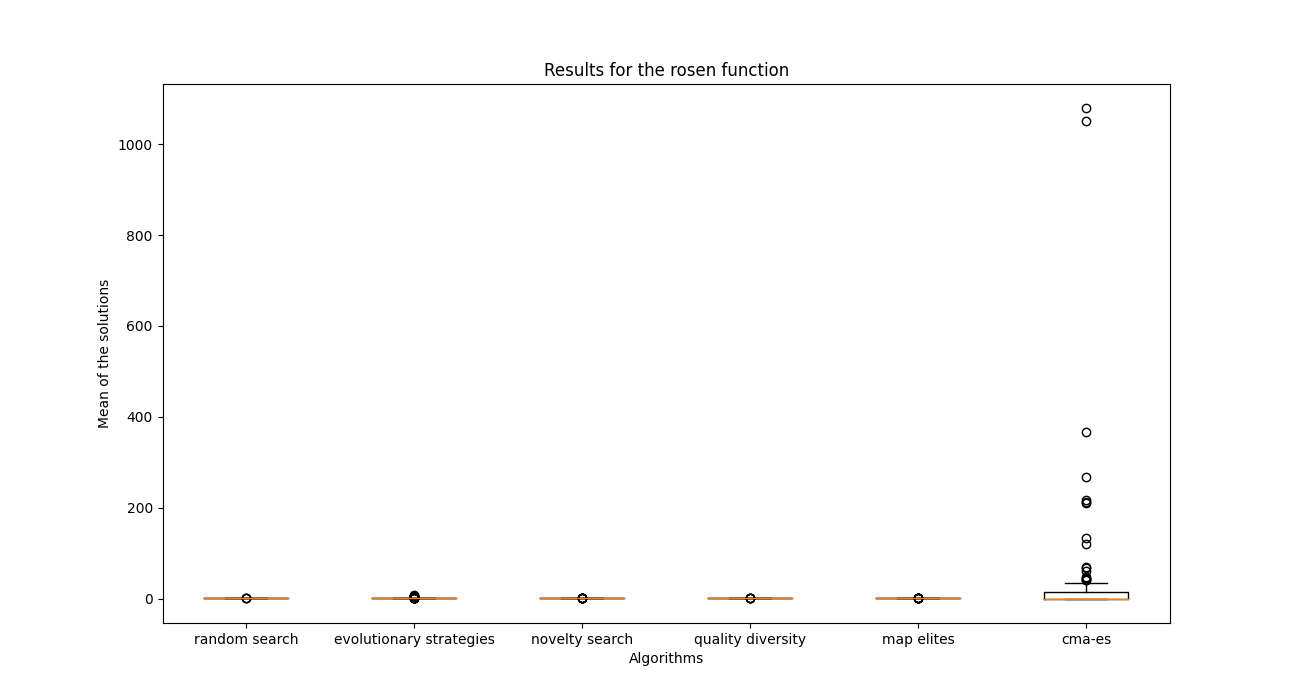 Results for the rosen function
1000
800
600
400
200
0
Mean of the solutions
random search
evolutionary strategies
novelty search
quality diversity
map elites
cma-es
Algorithms